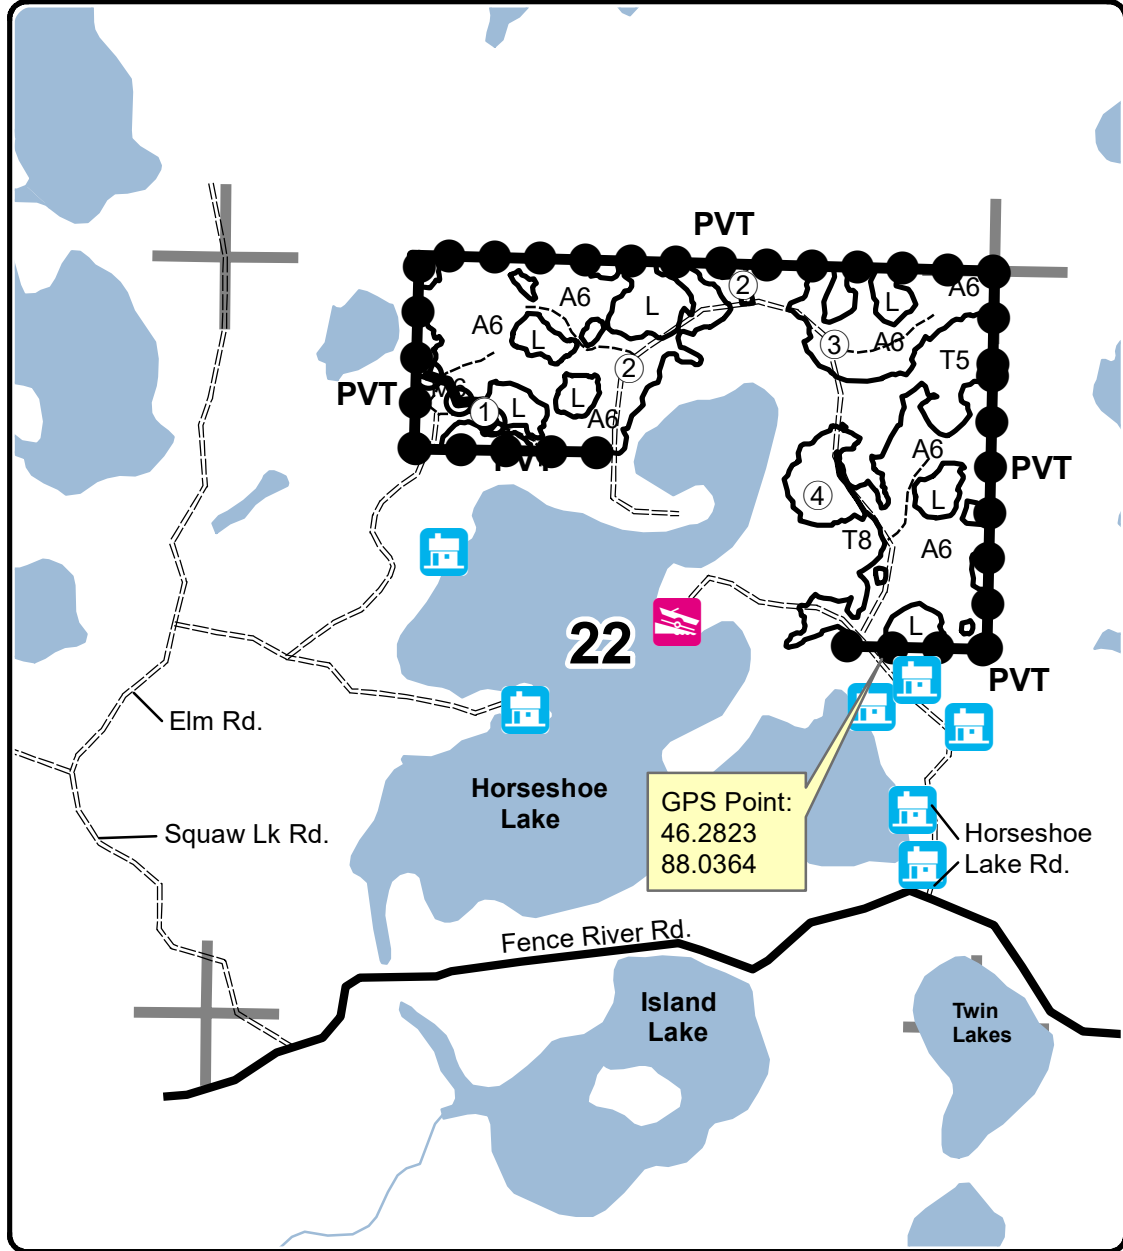 PVT
2
A6
L
L
A6
A6
L
3
A6
T5
2
PVT
M6
L
L
1
A6
A6
PVT
PVT
L
4
T8
A6
22
L
PVT
Elm Rd.
Horseshoe
Lake
GPS Point:
46.2823
88.0364
Squaw Lk Rd.
Horseshoe
Lake Rd.
Fence River Rd.
Island
Lake
Twin
Lakes